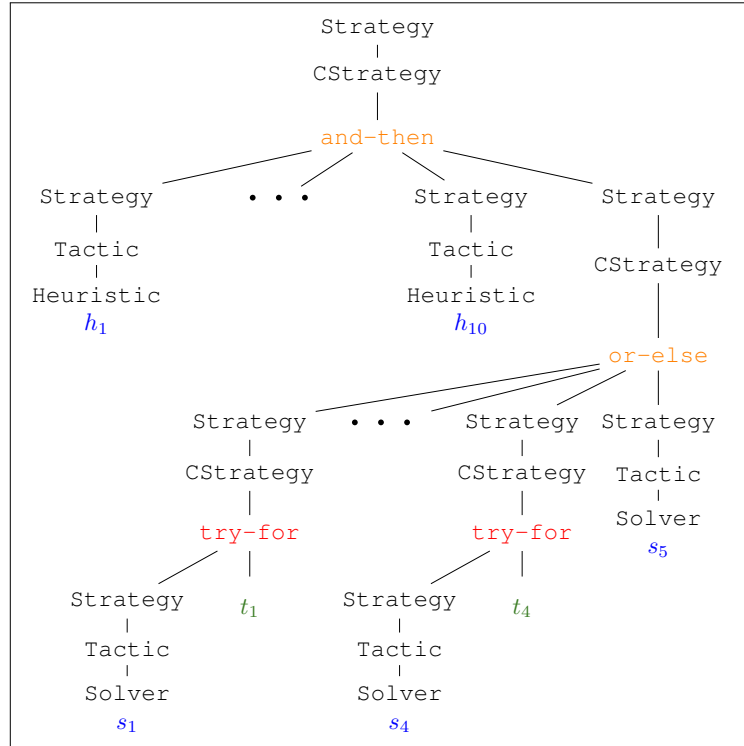 Strategy
CStrategy
and-then
Strategy • • • Strategy Strategy
Tactic Tactic CStrategy
Heuristic Heuristic
h₁ h₁₀
or-else
Strategy • • • Strategy Strategy
CStrategy CStrategy Tactic
Solver
try-for try-for
s₅
Strategy t₁ Strategy t₄
Tactic Tactic
Solver Solver
s₁ s₄